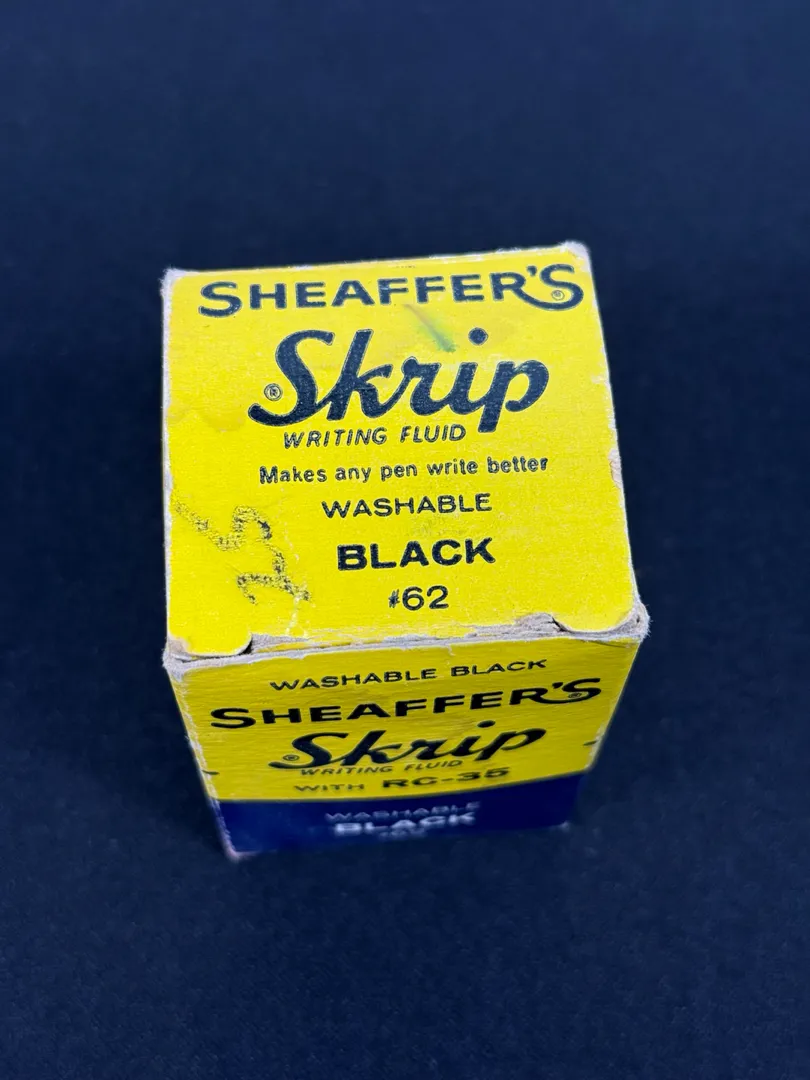 SHEAFFER'S®
®Skrip
WRITING FLUID
Makes any pen write better
WASHABLE
BLACK
#62
25
WASHABLE BLACK
SHEAFFER'S
®Skrip
WRITING FLUID
WITH RC-35
WASHABLE
BLACK